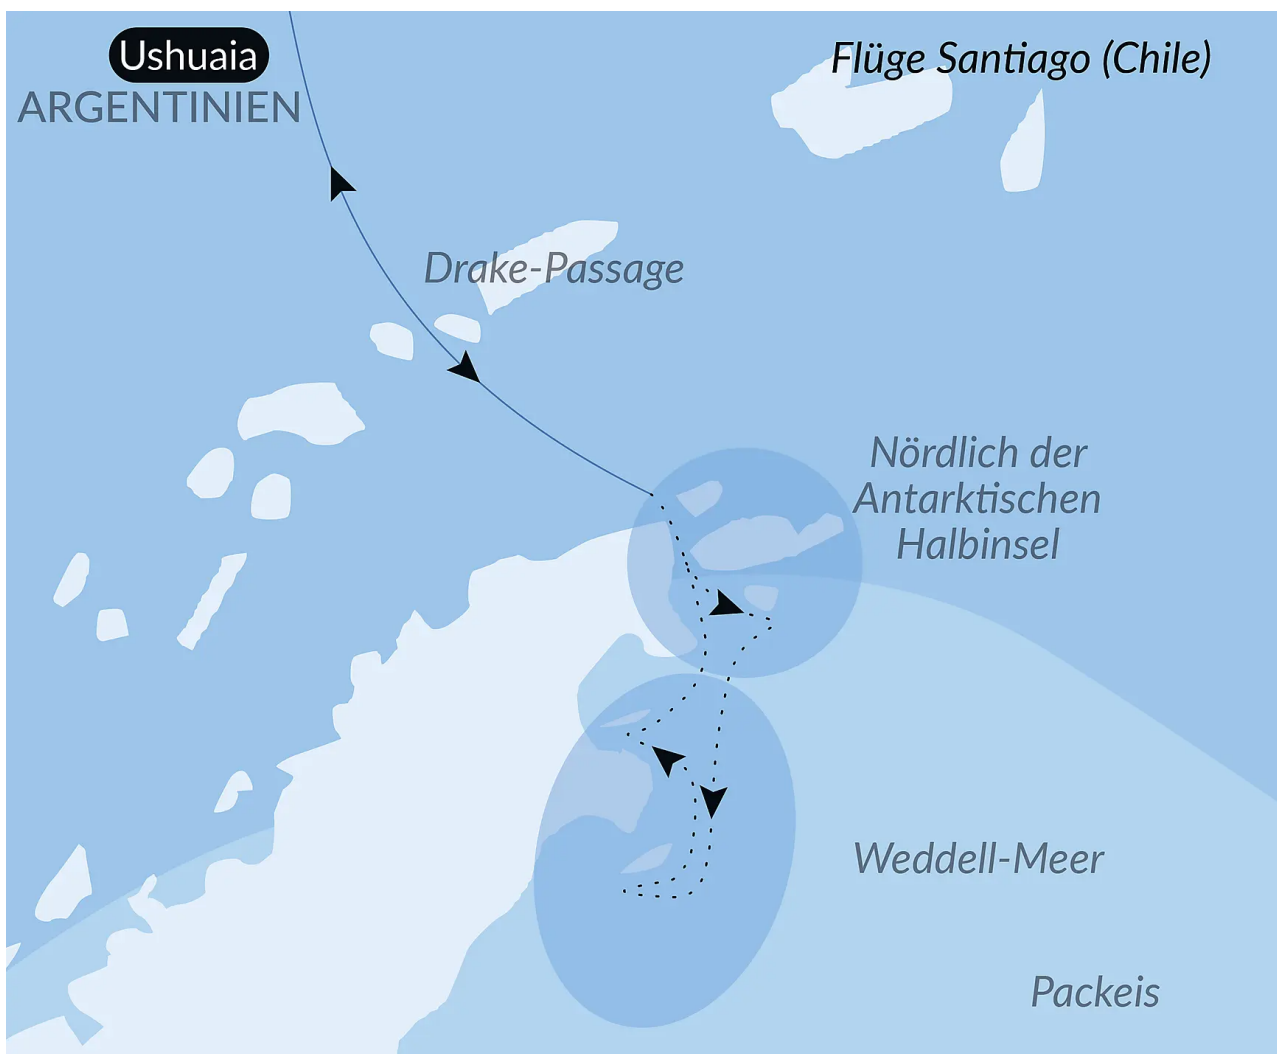 Ushuaia
ARGENTINIEN
Flüge Santiago (Chile)
Drake-Passage
Nördlich der
Antarktischen
Halbinsel
Weddell-Meer
Packeis